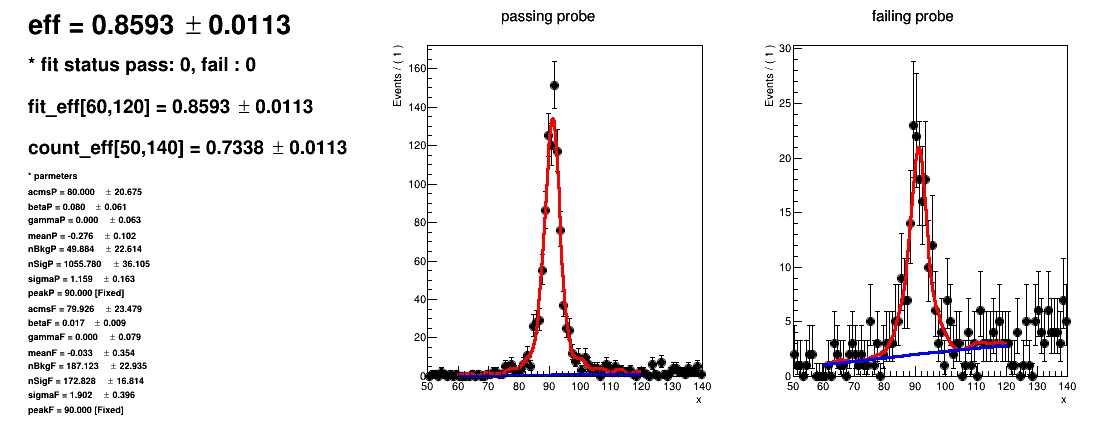 eff = 0.8593 ± 0.0113
* fit status pass: 0, fail : 0
fit_eff[60,120] = 0.8593 ± 0.0113
count_eff[50,140] = 0.7338 ± 0.0113
* parmeters
acmsP = 80.000 ± 20.675
betaP = 0.080 ± 0.061
gammaP = 0.000 ± 0.063
meanP = -0.276 ± 0.102
nBkgP = 49.884 ± 22.614
nSigP = 1055.780 ± 36.105
sigmaP = 1.159 ± 0.163
peakP = 90.000 [Fixed]
acmsF = 79.926 ± 23.479
betaF = 0.017 ± 0.009
gammaF = 0.000 ± 0.079
meanF = -0.033 ± 0.354
nBkgF = 187.123 ± 22.935
nSigF = 172.828 ± 16.814
sigmaF = 1.902 ± 0.396
peakF = 90.000 [Fixed]
passing probe
Events / ( 1 )
160
140
120
100
80
60
40
20
0
50 60 70 80 90 100 110 120 130 140
x
failing probe
Events / ( 1 )
30
25
20
15
10
5
0
50 60 70 80 90 100 110 120 130 140
x